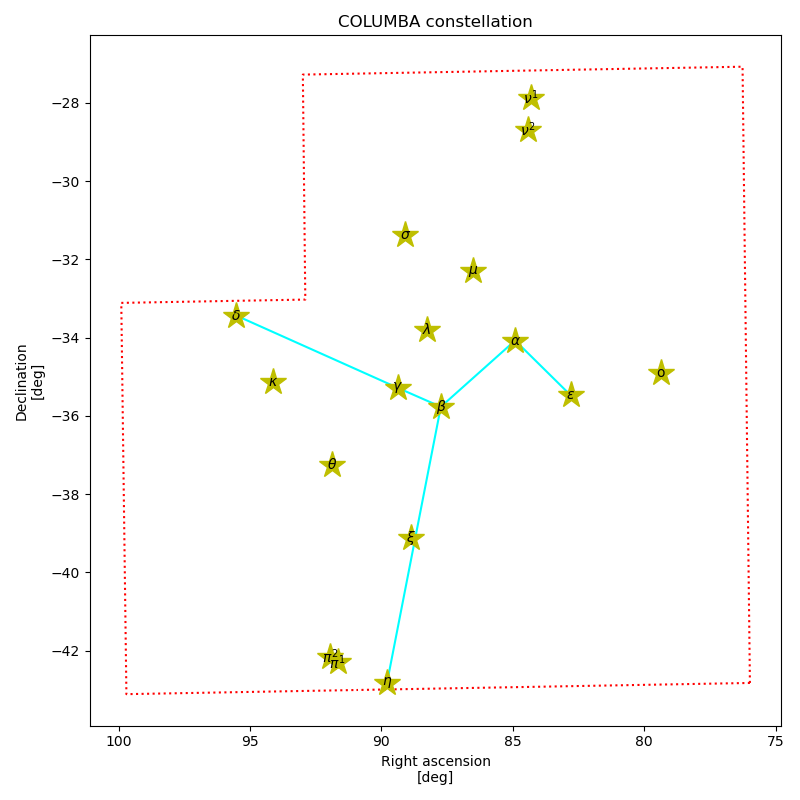 COLUMBA constellation
ν¹
−28
ν²
−30
σ
−32
μ
δ
λ
−34
α
ο
κ
γ
ε
−36
β
θ
−38
ξ
−40
−42
π²
π¹
η
Declination
[deg]
100
95
90
85
80
75
Right ascension
[deg]